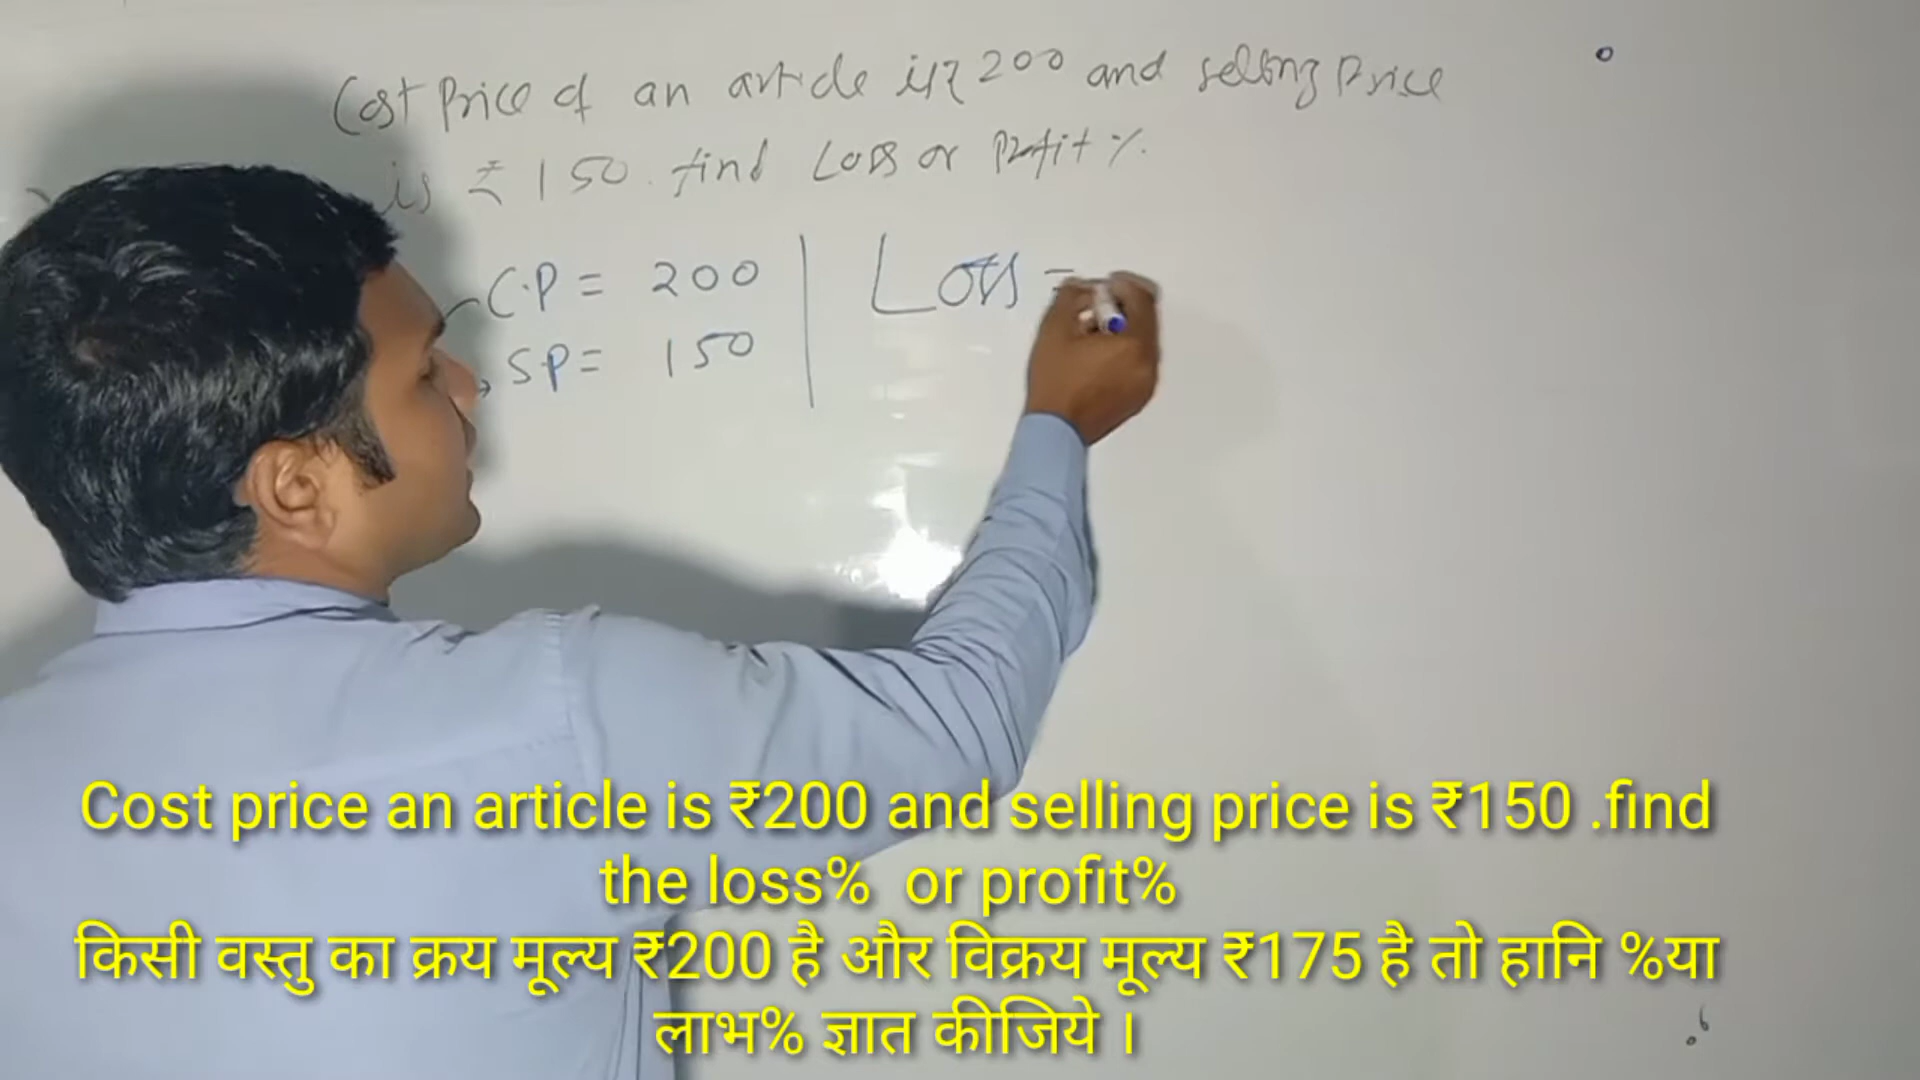 Cost Price of an article is ₹ 200 and selling Price
is ₹ 150. find Loss or Profit %.
C.P = 200
S.P = 150
Loss =
Cost price an article is ₹200 and selling price is ₹150 .find
the loss% or profit%
किसी वस्तु का क्रय मूल्य ₹200 है और विक्रय मूल्य ₹175 है तो हानि %या
लाभ% ज्ञात कीजिये ।